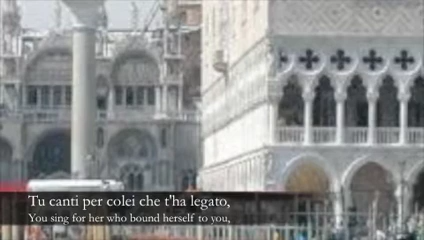 Tu canti per colei che t'ha legato,
You sing for her who bound herself to you,